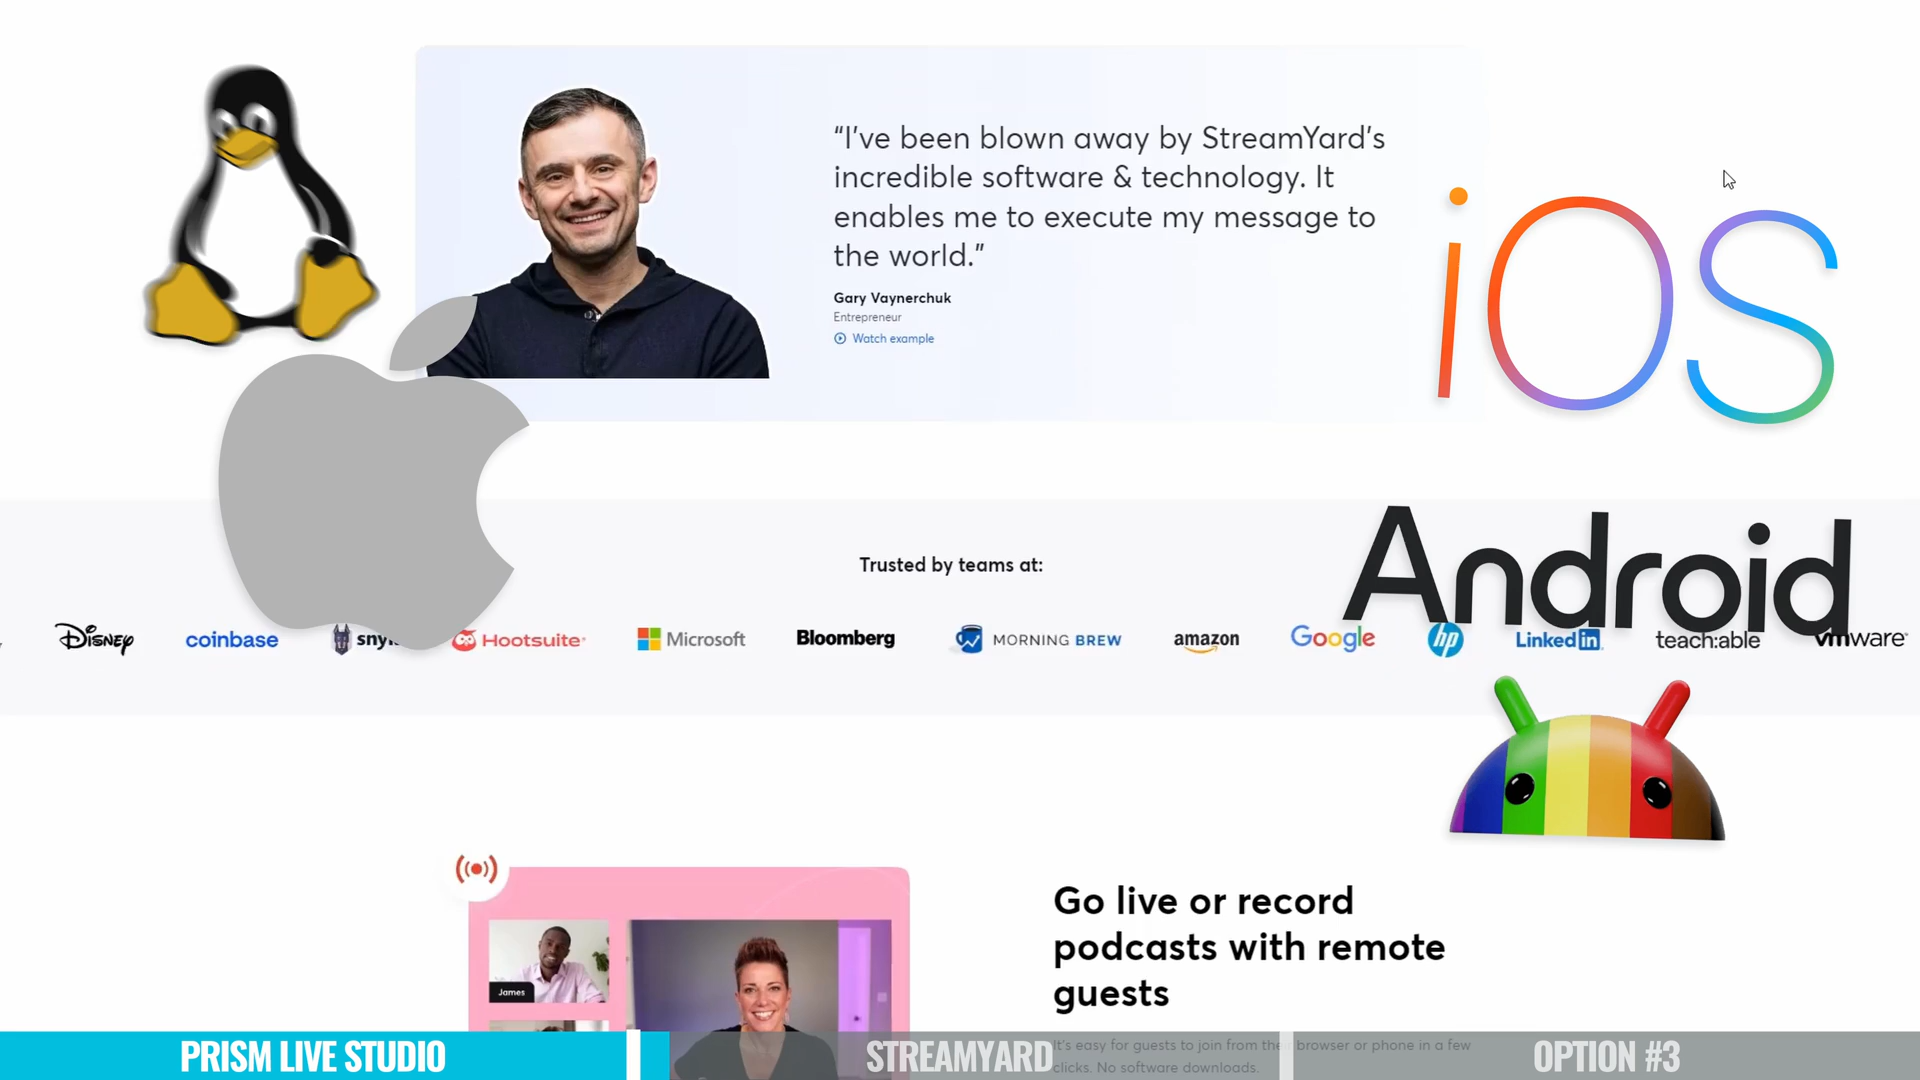 “I’ve been blown away by StreamYard’s
incredible software & technology. It
enables me to execute my message to
the world.”
Gary Vaynerchuk
Entrepreneur
Watch example
iOS
Android
Trusted by teams at:
Disney
coinbase
Hootsuite
Microsoft
Bloomberg
MORNING BREW
amazon
Google
hp
Linkedin
teach:able
vmware
Go live or record
podcasts with remote
guests
James
It's easy for guests to join from the browser or phone in a few
clicks. No software downloads.
PRISM LIVE STUDIO
STREAMYARD
OPTION #3